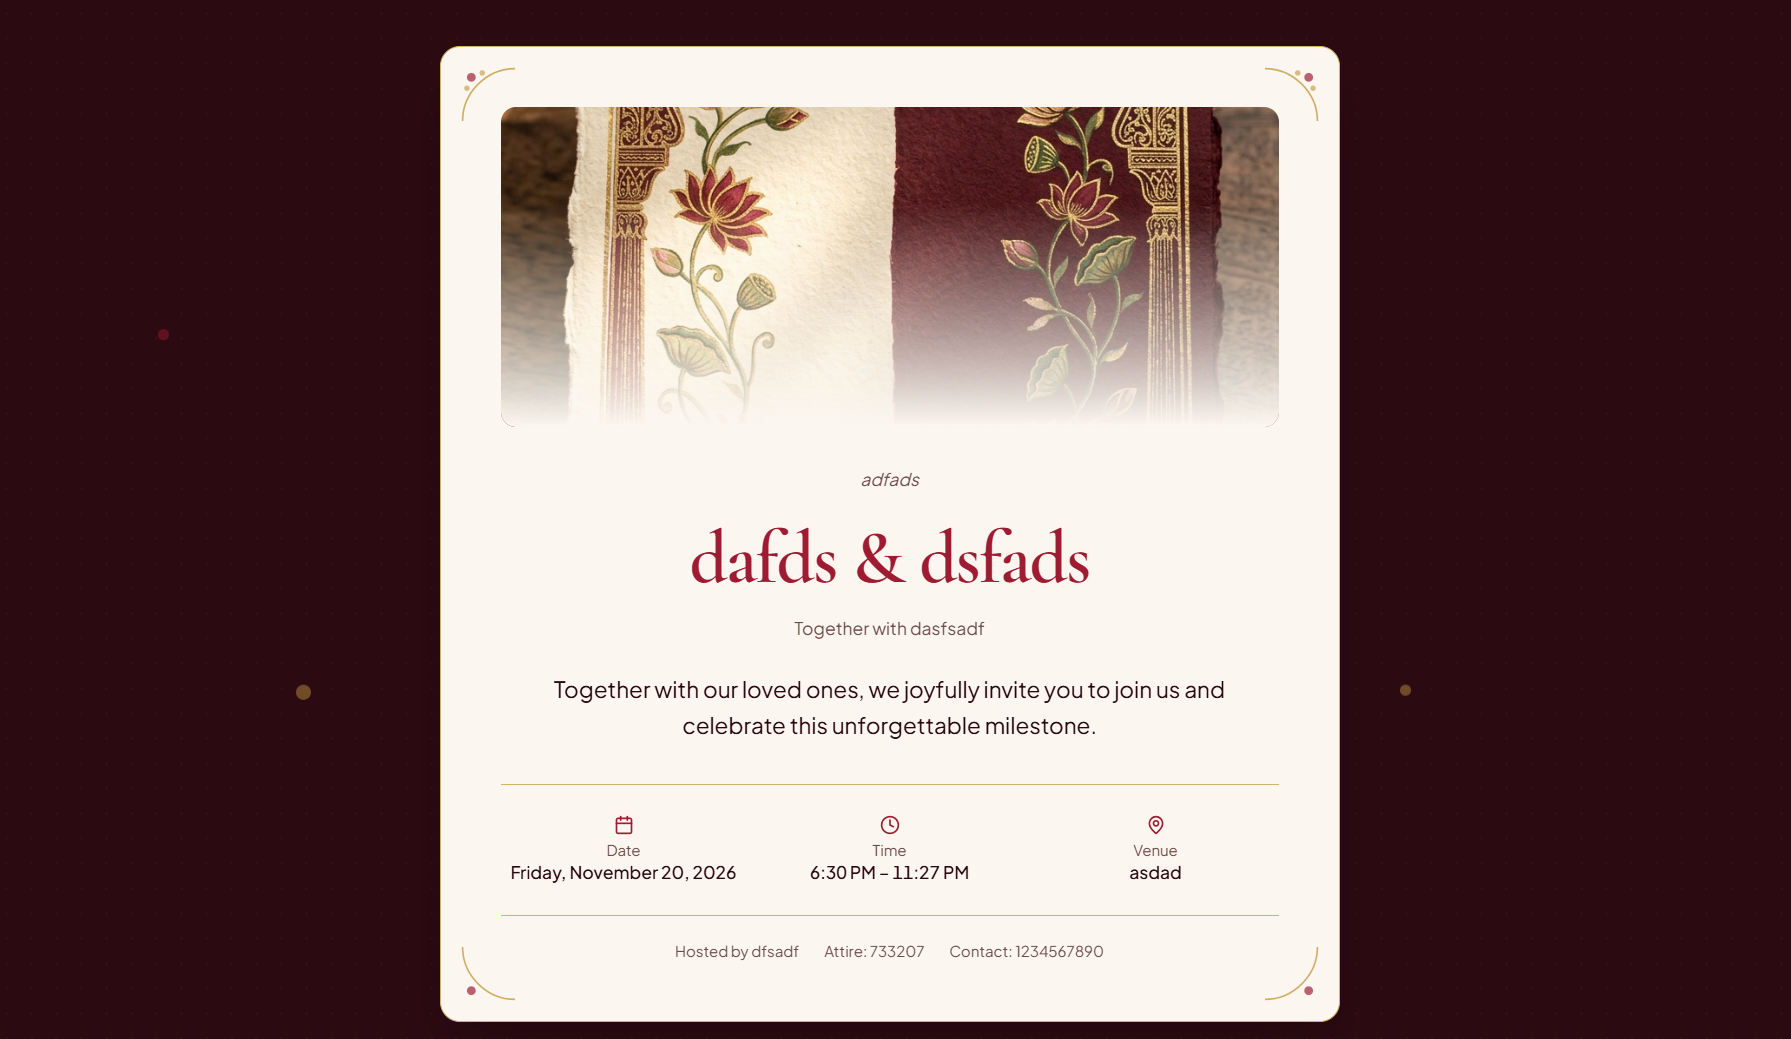 adfads
dafds & dsfads
Together with dasfsadf
Together with our loved ones, we joyfully invite you to join us and
celebrate this unforgettable milestone.
Date
Friday, November 20, 2026
Time
6:30 PM – 11:27 PM
Venue
asdad
Hosted by dfsadf Attire: 733207 Contact: 1234567890